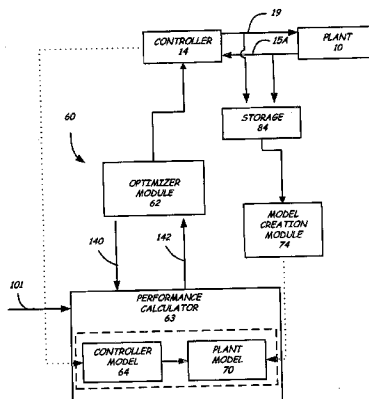 19
CONTROLLER
14
15A
PLANT
10
STORAGE
84
60
OPTIMIZER
MODULE
62
MODEL
CREATION
MODULE
74
140
142
101
PERFORMANCE
CALCULATOR
63
CONTROLLER
MODEL
64
PLANT
MODEL
70